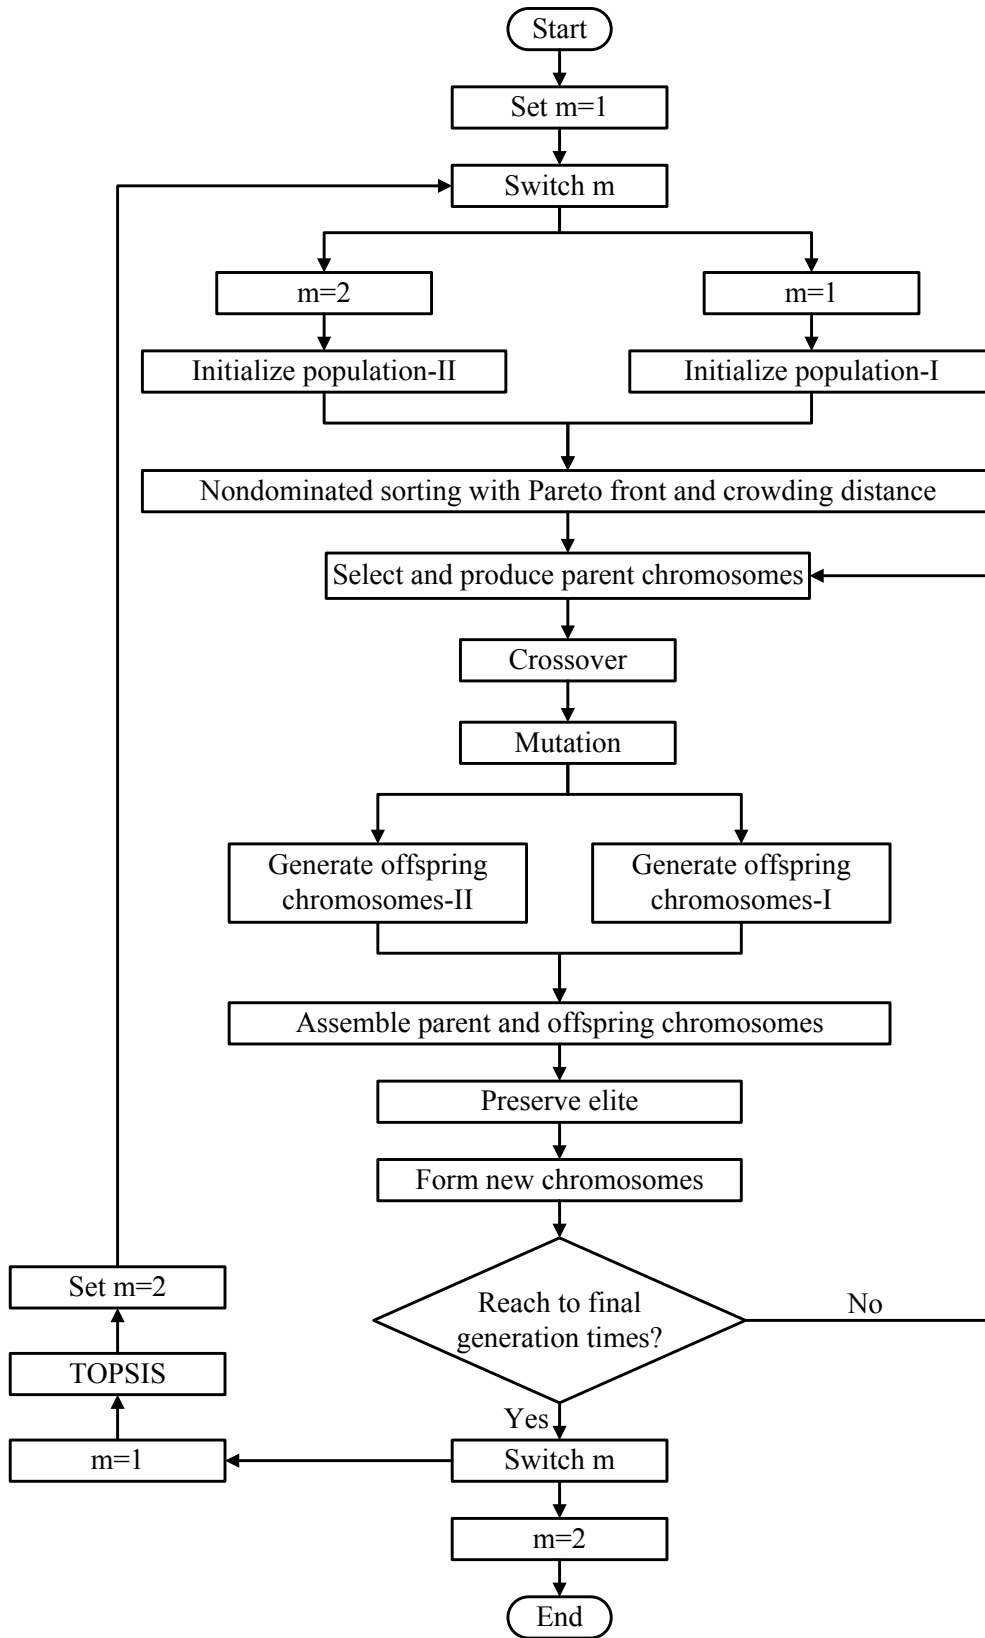 Start
Set m=1
Switch m
m=2
m=1
Initialize population-II
Initialize population-I
Nondominated sorting with Pareto front and crowding distance
Select and produce parent chromosomes
Crossover
Mutation
Generate offspring
chromosomes-II
Generate offspring
chromosomes-I
Assemble parent and offspring chromosomes
Preserve elite
Form new chromosomes
Reach to final
generation times?
No
Yes
Switch m
m=1
TOPSIS
Set m=2
m=2
End